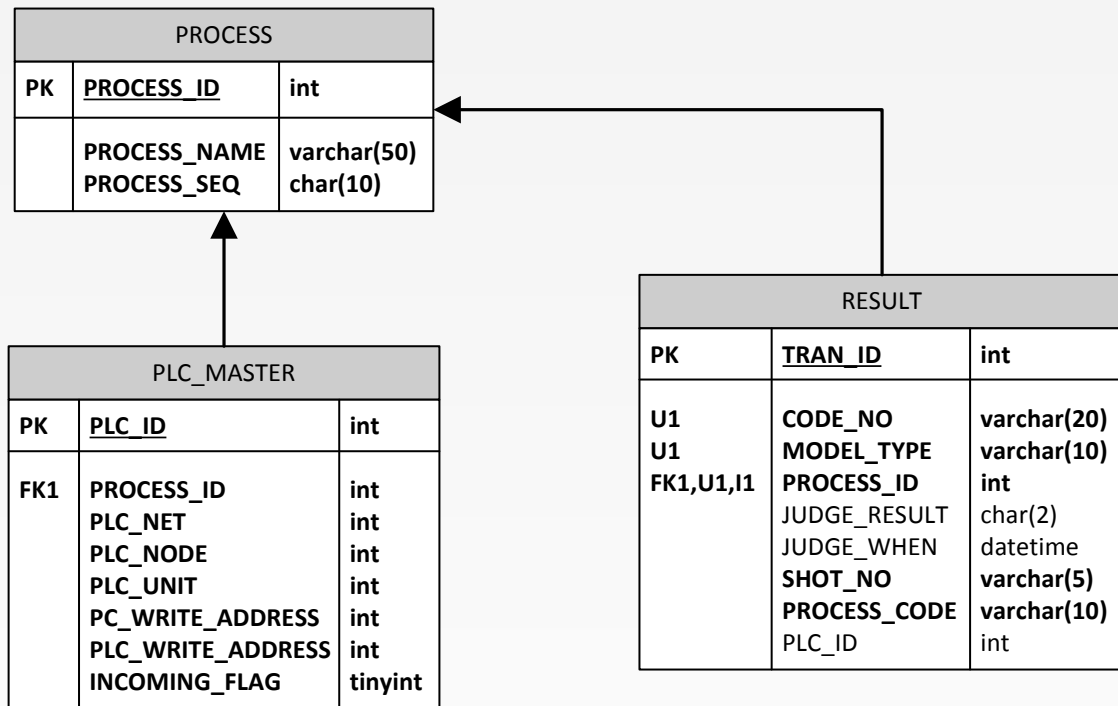 PROCESS
PK PROCESS_ID int
PROCESS_NAME varchar(50)
PROCESS_SEQ char(10)
PLC_MASTER
PK PLC_ID int
FK1 PROCESS_ID int
PLC_NET int
PLC_NODE int
PLC_UNIT int
PC_WRITE_ADDRESS int
PLC_WRITE_ADDRESS int
INCOMING_FLAG tinyint
RESULT
PK TRAN_ID int
U1 CODE_NO varchar(20)
U1 MODEL_TYPE varchar(10)
FK1,U1,I1 PROCESS_ID int
JUDGE_RESULT char(2)
JUDGE_WHEN datetime
SHOT_NO varchar(5)
PROCESS_CODE varchar(10)
PLC_ID int